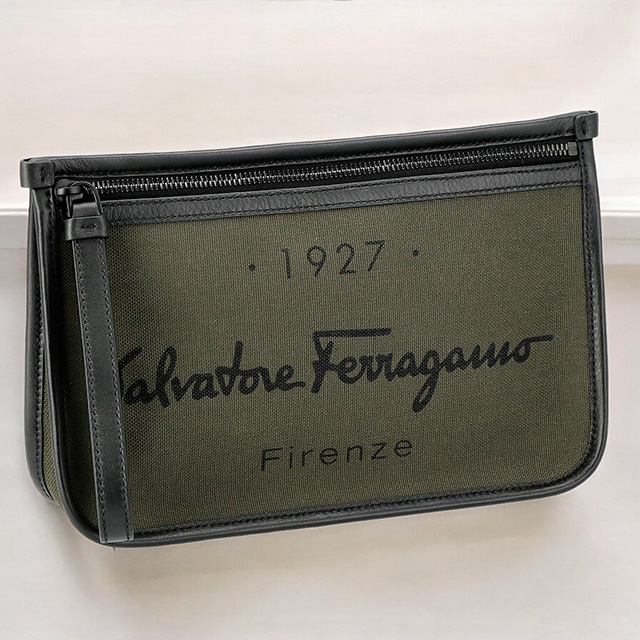 · 1927 ·
Salvatore Ferragamo
Firenze